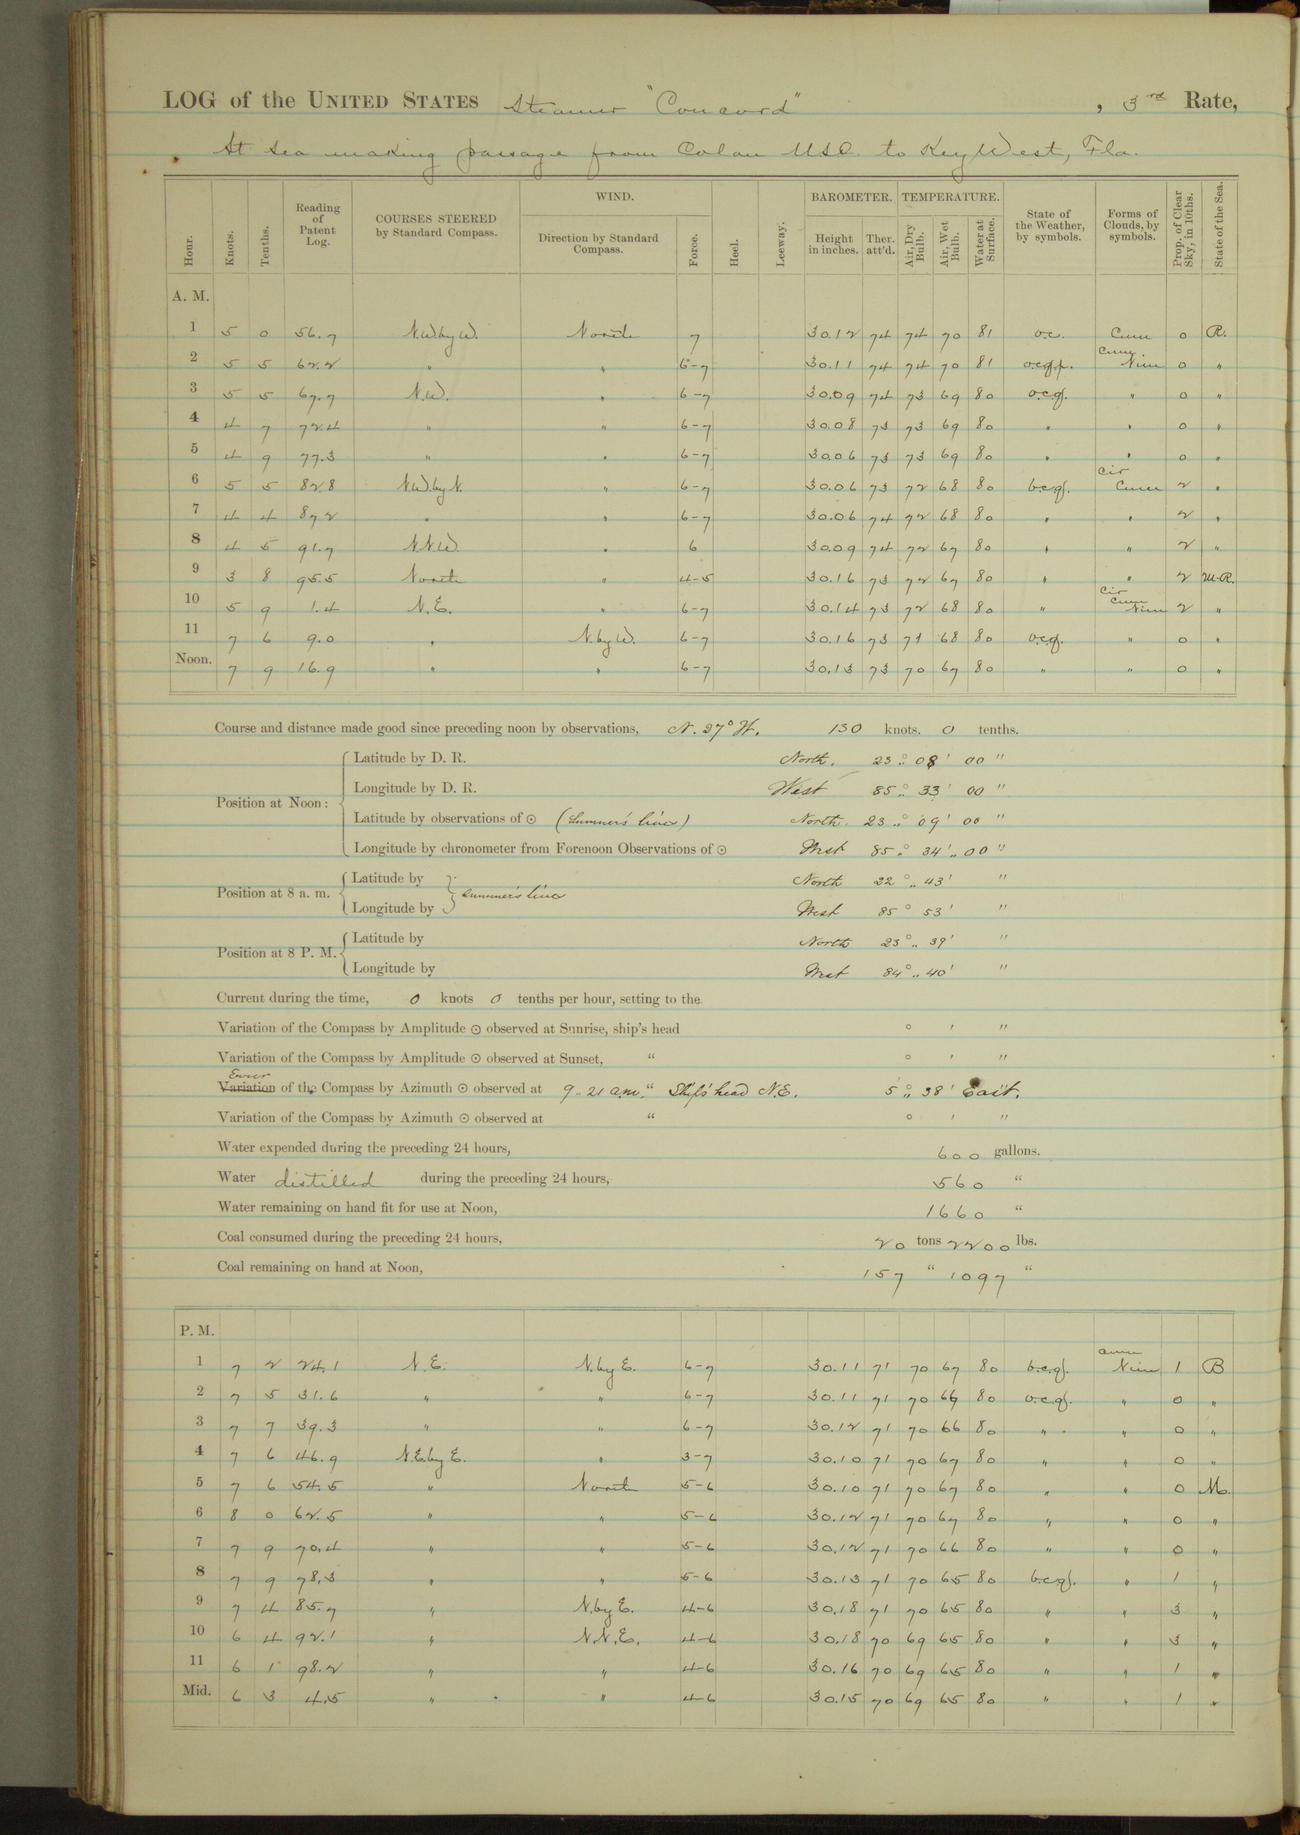 LOG of the UNITED STATES Steamer "Concord", 3rd Rate,
At Sea making passage from Colon U.S.C. to Key West, Fla.
Hour. Knots. Tenths. Reading of Patent Log. COURSES STEERED by Standard Compass. WIND. Direction by Standard Compass. Force. Heel. Leeway. BAROMETER. Height in inches. Ther. att'd. TEMPERATURE. Air, Dry Bulb. Air, Wet Bulb. Water at Surface. State of the Weather, by symbols. Forms of Clouds, by symbols. Prop. of Clear Sky, in 10ths. State of the Sea.
A. M.
1 5 0 56.7 N.W. by W. North 7 30.12 74 74 70 81 o.c. Cum 0 R.
2 5 5 62.2 " " 6-7 30.11 74 74 70 81 o.c.q.p. Cum. Nim 0 "
3 5 5 67.7 N.W. " 6-7 30.09 74 73 69 80 o.c.q. " 0 "
4 4 7 72.4 " " 6-7 30.08 73 73 69 80 " " 0 "
5 4 9 77.3 " " 6-7 30.06 73 73 69 80 " " 0 "
6 5 5 82.8 N.W. by N. " 6-7 30.06 73 72 68 80 b.c.q. Cir Cum 2 "
7 4 4 87.2 " " 6-7 30.06 74 72 68 80 " " 2 "
8 4 5 91.7 N.N.W. " 6 30.09 74 72 67 80 " " 2 "
9 3 8 95.5 North " 4-5 30.16 73 72 67 80 " " 2 M-R.
10 5 9 1.4 N.E. " 6-7 30.14 73 72 68 80 " Cir Cum Nim 2 "
11 7 6 9.0 " N. by W. 6-7 30.16 73 71 68 80 o.c.q. " 0 "
Noon. 7 9 16.9 " " 6-7 30.13 73 70 67 80 " " 0 "
Course and distance made good since preceding noon by observations, N. 27° W. 130 knots. 0 tenths.
Position at Noon:
Latitude by D. R. North. 23° 08' 00"
Longitude by D. R. West 85° 33' 00"
Latitude by observations of ☉ (Sumner's line) North. 23° 09' 00"
Longitude by chronometer from Forenoon Observations of ☉ West 85° 34' 00"
Position at 8 a. m.
Latitude by North 22° 43' "
Sumner's line
Longitude by West 85° 53' "
Position at 8 P. M.
Latitude by North 23° 39' "
Longitude by West 84° 40' "
Current during the time, 0 knots 0 tenths per hour, setting to the
Variation of the Compass by Amplitude ☉ observed at Sunrise, ship's head ° ' "
Variation of the Compass by Amplitude ☉ observed at Sunset, " ° ' "
Error
Variation of the Compass by Azimuth ☉ observed at 9-21 a.m. " Ship's head N.E. 5° 38' East.
Variation of the Compass by Azimuth ☉ observed at " ° ' "
Water expended during the preceding 24 hours, 600 gallons.
Water distilled during the preceding 24 hours, 560 "
Water remaining on hand fit for use at Noon, 1660 "
Coal consumed during the preceding 24 hours, 20 tons 2200 lbs.
Coal remaining on hand at Noon, 157 " 1097 "
P. M.
1 7 2 24.1 N.E. N. by E. 6-7 30.11 71 70 67 80 b.c.q. Cum Nim 1 B
2 7 5 31.6 " " 6-7 30.11 71 70 66 80 o.c.q. " 0 "
3 7 7 39.3 " " 6-7 30.12 71 70 66 80 " " 0 "
4 7 6 46.9 N.E. by E. " 3-7 30.10 71 70 67 80 " " 0 "
5 7 6 54.5 " North 5-6 30.10 71 70 67 80 " " 0 M.
6 8 0 62.5 " " 5-6 30.12 71 70 67 80 " " 0 "
7 7 9 70.4 " " 5-6 30.12 71 70 66 80 " " 0 "
8 7 9 78.3 " " 5-6 30.13 71 70 65 80 b.c.q. " 1 "
9 7 4 85.7 " N. by E. 4-6 30.18 71 70 65 80 " " 3 "
10 6 4 92.1 " N.N.E. 4-6 30.18 70 69 65 80 " " 3 "
11 6 1 98.2 " " 4-6 30.16 70 69 65 80 " " 1 "
Mid. 6 3 4.5 " " 4-6 30.15 70 69 65 80 " " 1 "